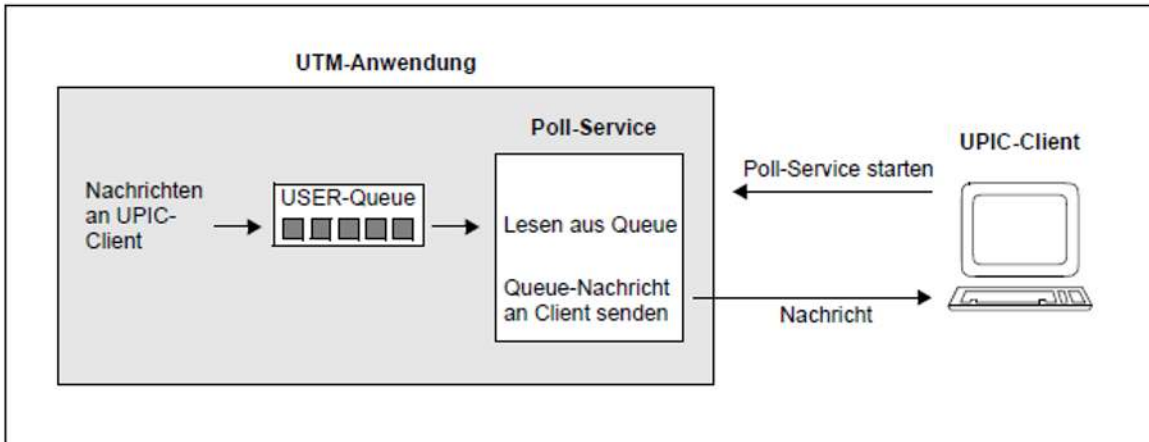 UTM-Anwendung
Poll-Service
UPIC-Client
Poll-Service starten
Nachrichten
an UPIC-
Client
USER-Queue
Lesen aus Queue
Queue-Nachricht
an Client senden
Nachricht